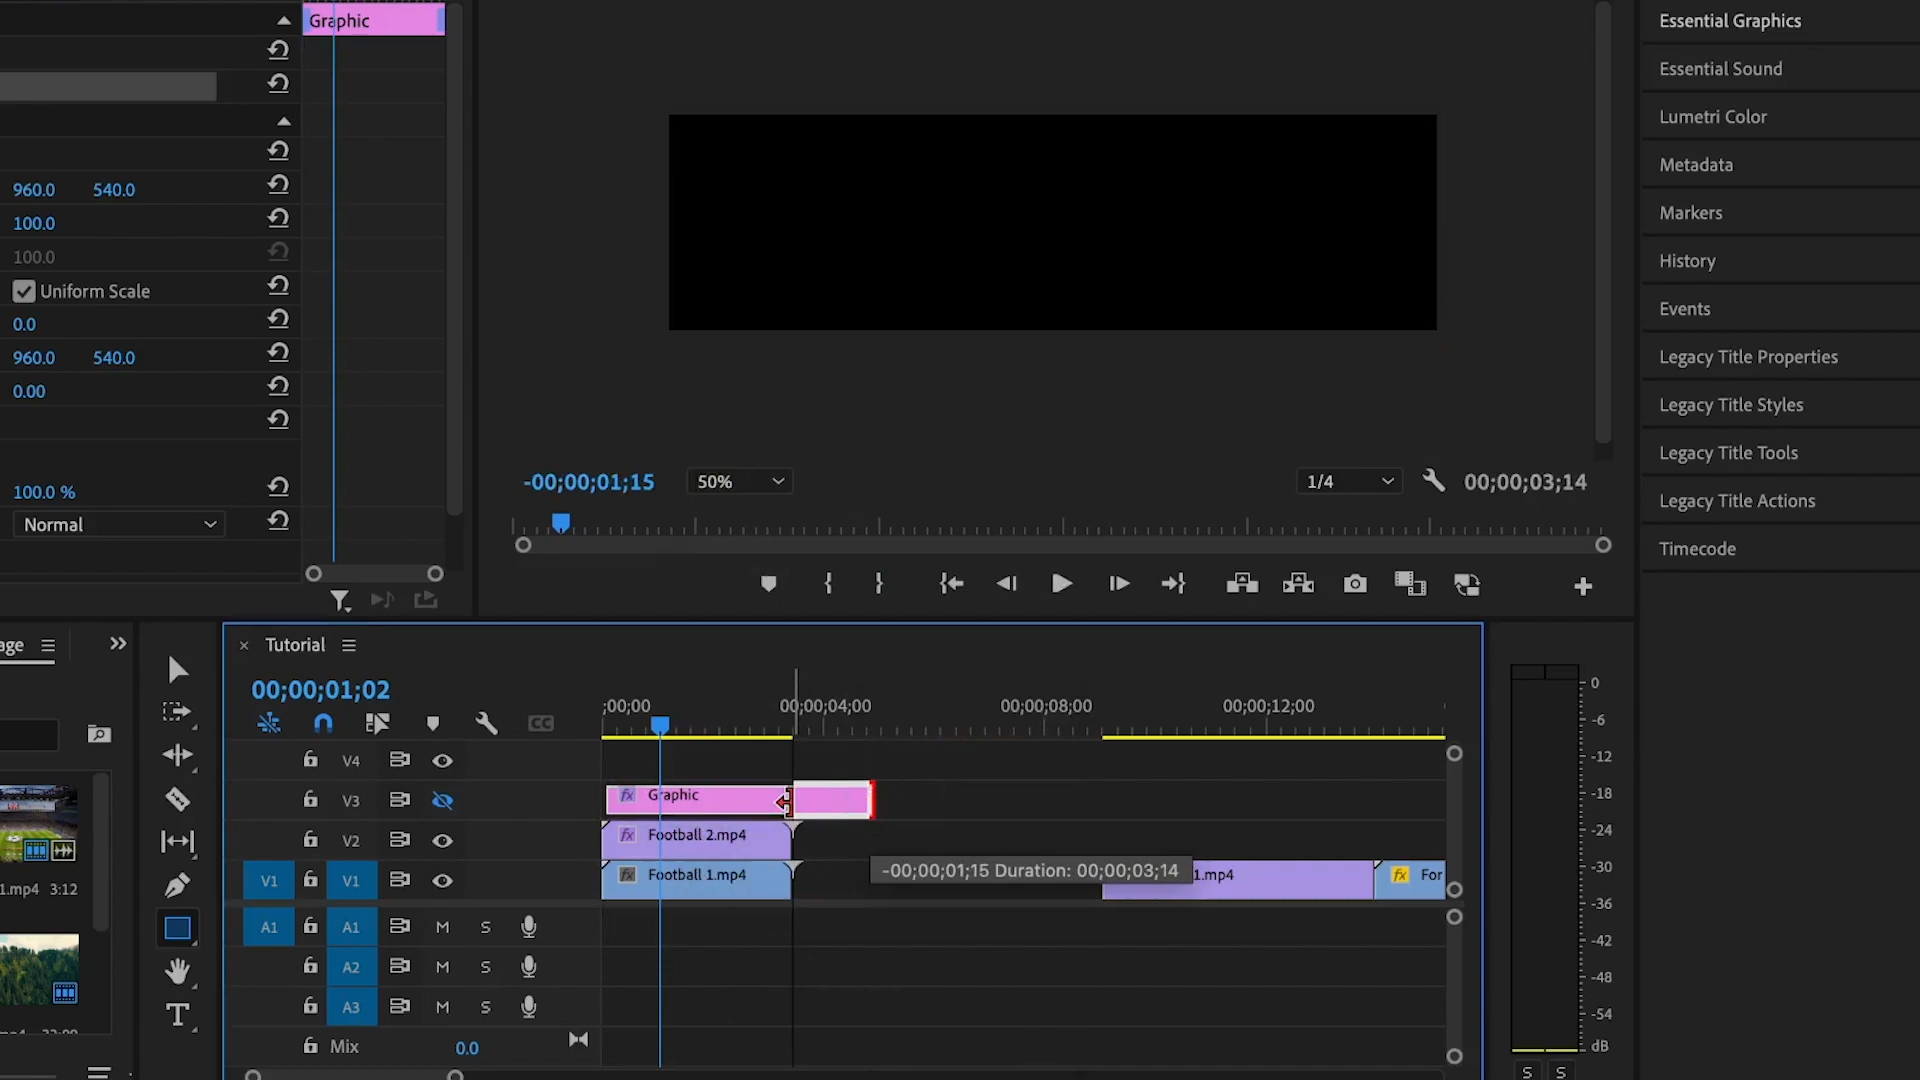 Graphic
960.0 540.0
100.0
100.0
Uniform Scale
0.0
960.0 540.0
0.00
100.0 %
Normal
-00;00;01;15
50%
1/4
00;00;03;14
Essential Graphics
Essential Sound
Lumetri Color
Metadata
Markers
History
Events
Legacy Title Properties
Legacy Title Styles
Legacy Title Tools
Legacy Title Actions
Timecode
age
1.mp4 3:12
T
× Tutorial
00;00;01;02
CC
;00;00 00;00;04;00 00;00;08;00 00;00;12;00
V4
V3 fx Graphic
V2 fx Football 2.mp4
V1 V1 fx Football 1.mp4 1.mp4 fx For
-00;00;01;15 Duration: 00;00;03;14
A1 A1 M S
A2 M S
A3 M S
Mix 0.0
0
-6
-12
-18
-24
-30
-36
-42
-48
-54
dB
S S